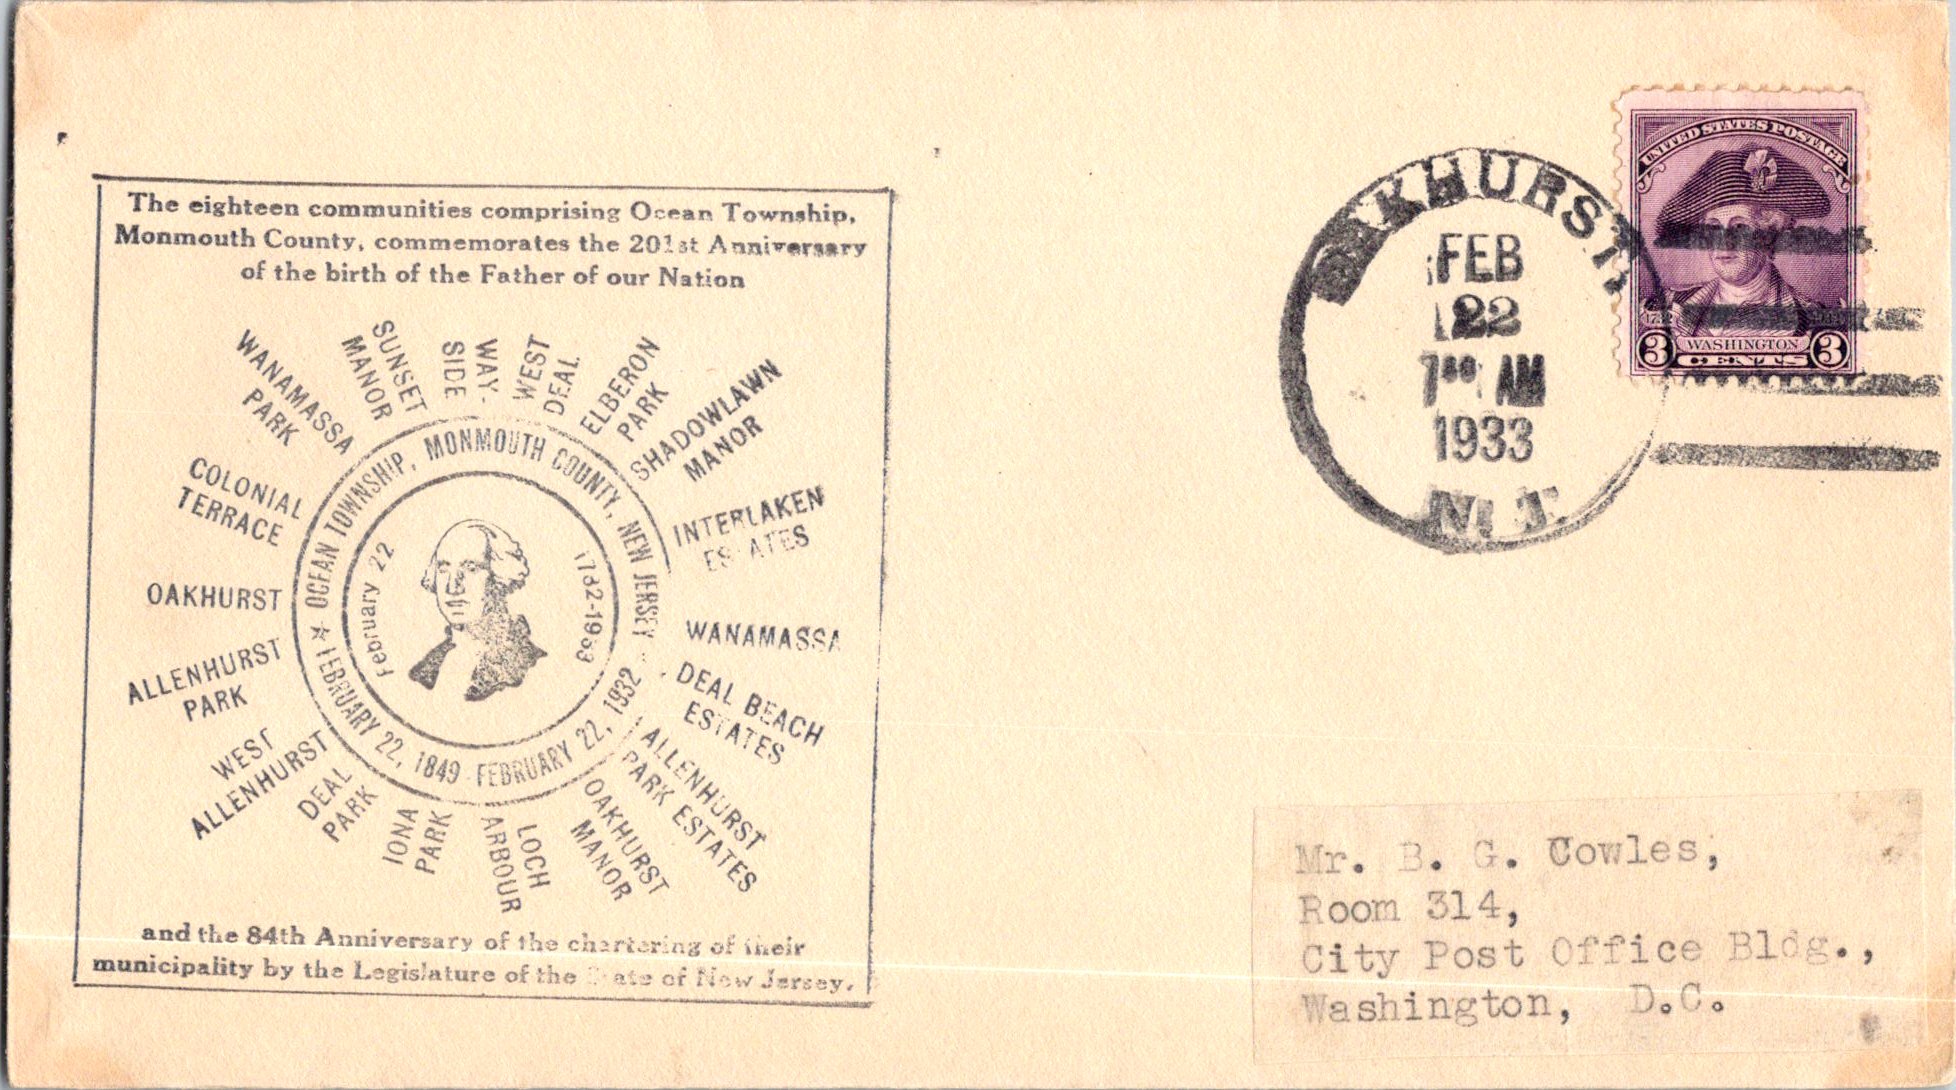 The eighteen communities comprising Ocean Township,
Monmouth County, commemorates the 201st Anniversary
of the birth of the Father of our Nation
WANAMASSA
PARK
SUNSET
MANOR
WAY-
SIDE
WEST
DEAL
ELBERON
PARK
SHADOWLAWN
MANOR
INTERLAKEN
ESTATES
WANAMASSA
DEAL BEACH
ESTATES
ALLENHURST
PARK ESTATES
OAKHURST
MANOR
LOCH
ARBOUR
IONA
PARK
DEAL
PARK
WEST
ALLENHURST
ALLENHURST
PARK
OAKHURST
COLONIAL
TERRACE
OCEAN TOWNSHIP, MONMOUTH COUNTY, NEW JERSEY
FEBRUARY 22, 1849 - FEBRUARY 22, 1932
February 22
1732-1933
and the 84th Anniversary of the chartering of their
municipality by the Legislature of the State of New Jersey.
OAKHURST
FEB
22
7 AM
1933
N.J.
UNITED STATES POSTAGE
1732
WASHINGTON
3 CENTS 3
Mr. B. G. Cowles,
Room 314,
City Post Office Bldg.,
Washington, D.C.